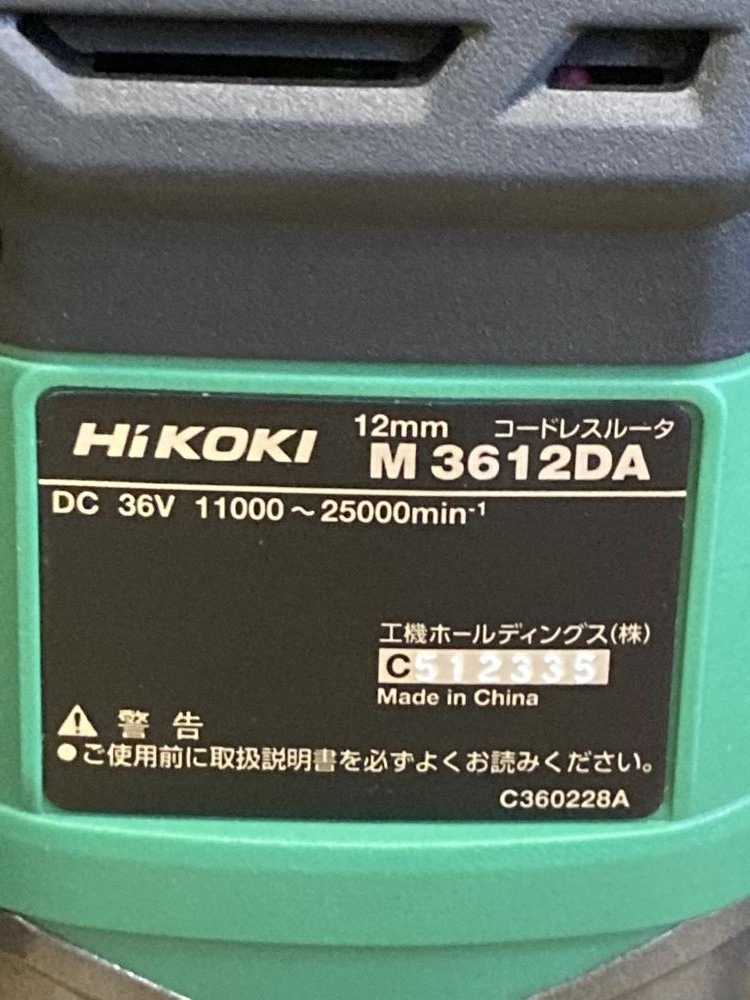 HiKOKI
12mm コードレスルータ
M 3612DA
DC 36V 11000～25000min⁻¹
工機ホールディングス(株)
C512335
Made in China
警告
●ご使用前に取扱説明書を必ずよくお読みください。
C360228A